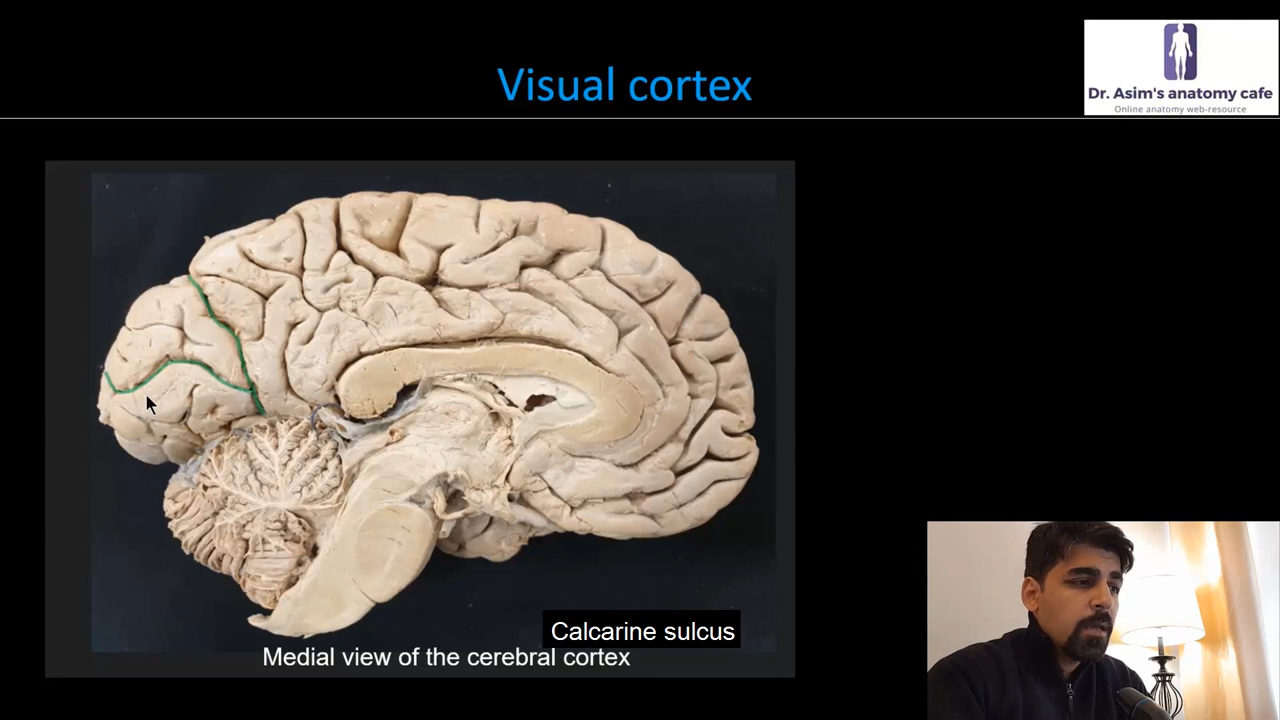 Visual cortex
Dr. Asim's anatomy cafe
Online anatomy web-resource
Calcarine sulcus
Medial view of the cerebral cortex